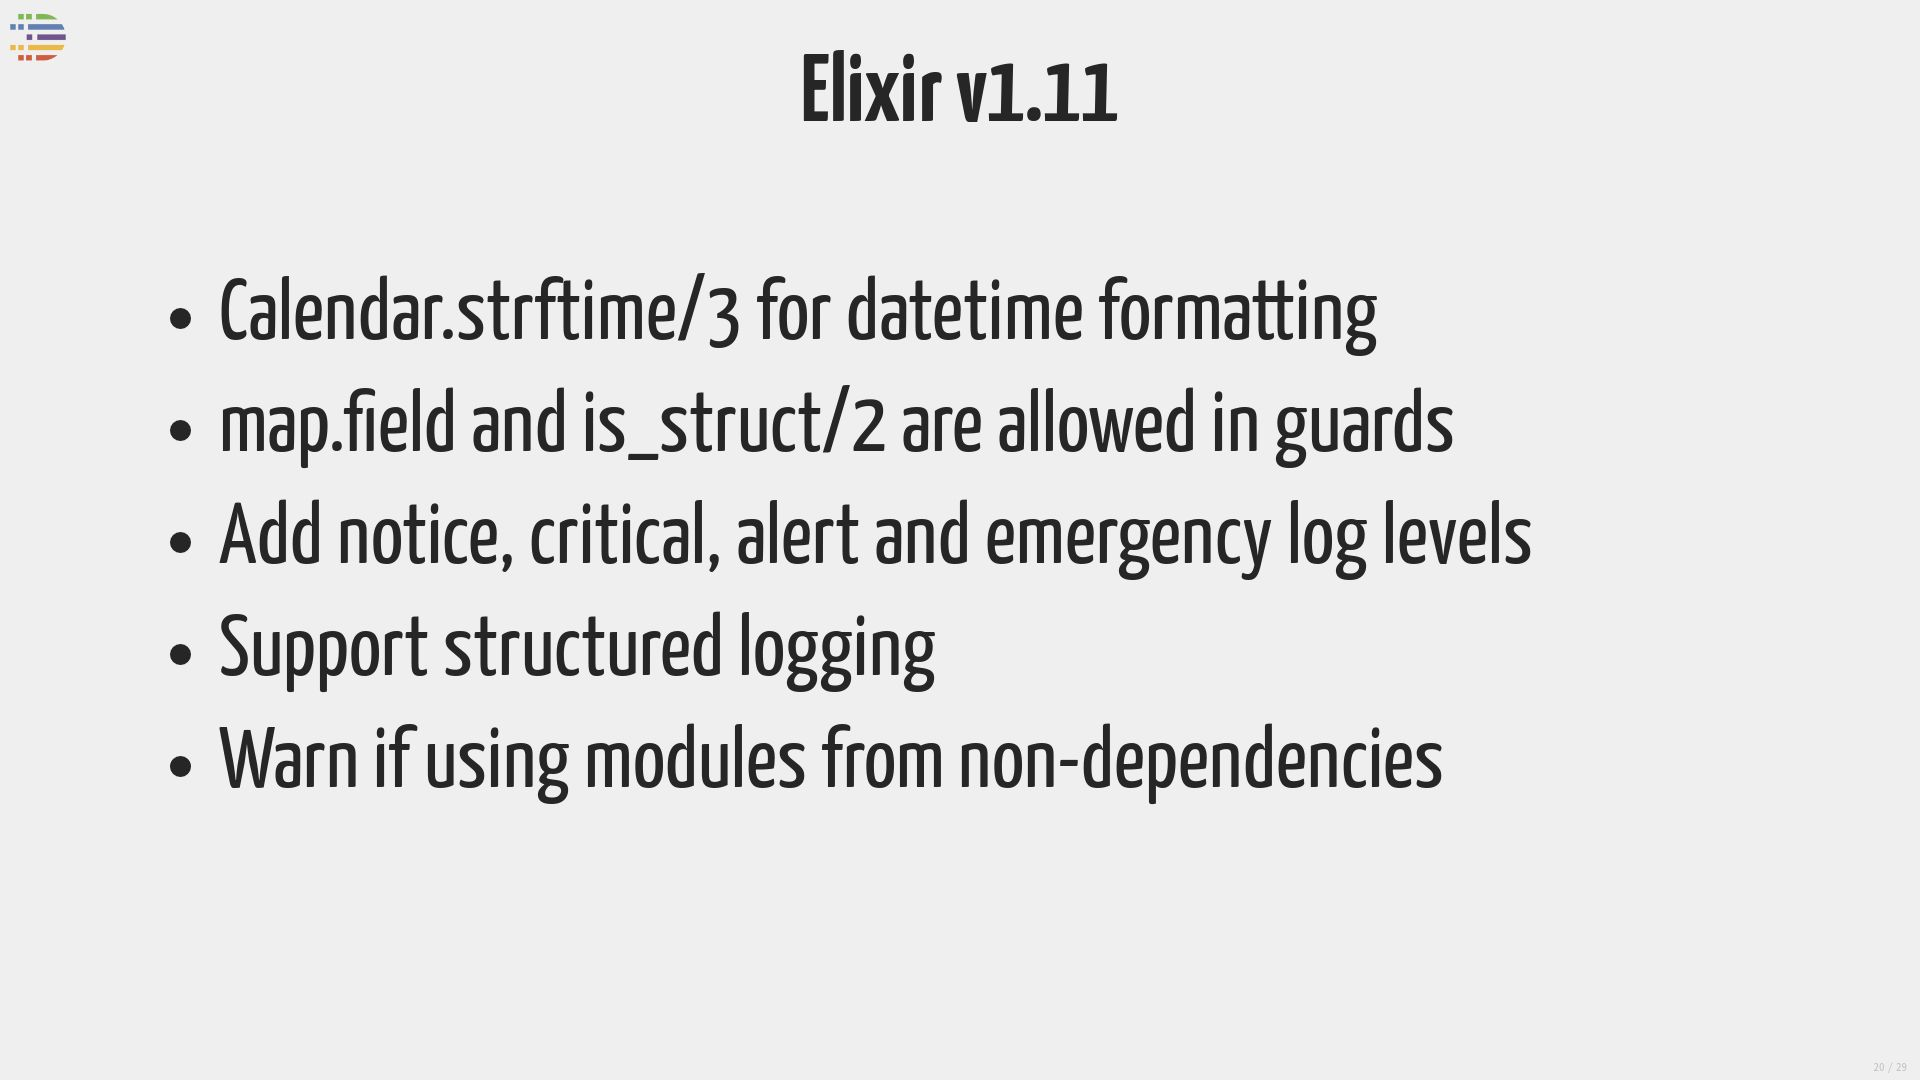 Elixir v1.11
• Calendar.strftime/3 for datetime formatting
• map.field and is_struct/2 are allowed in guards
• Add notice, critical, alert and emergency log levels
• Support structured logging
• Warn if using modules from non-dependencies
20 / 29